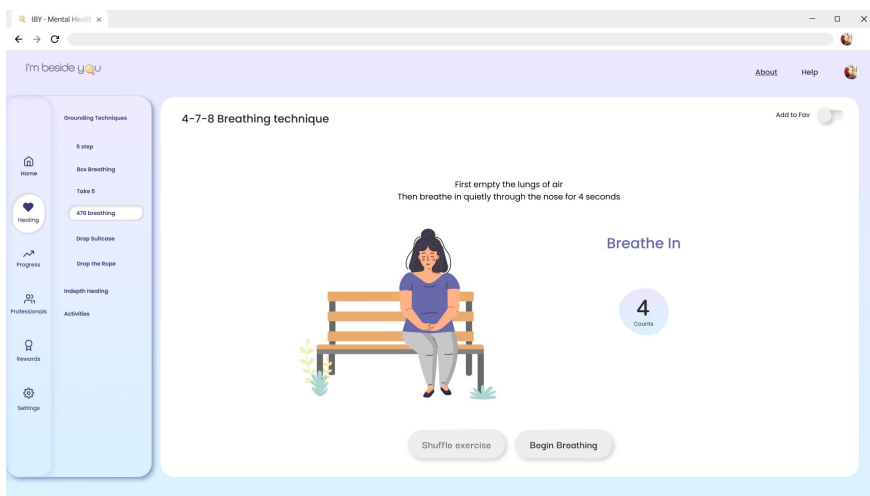 IBY - Mental Health
I'm beside you
About
Help
Home
Healing
Progress
Professionals
Rewards
Settings
Grounding Techniques
5 step
Box Breathing
Take 5
478 breathing
Drop Suitcase
Drop the Rope
Indepth Healing
Activities
4-7-8 Breathing technique
Add to Fav
First empty the lungs of air
Then breathe in quietly through the nose for 4 seconds
Breathe In
4
Counts
Shuffle exercise
Begin Breathing